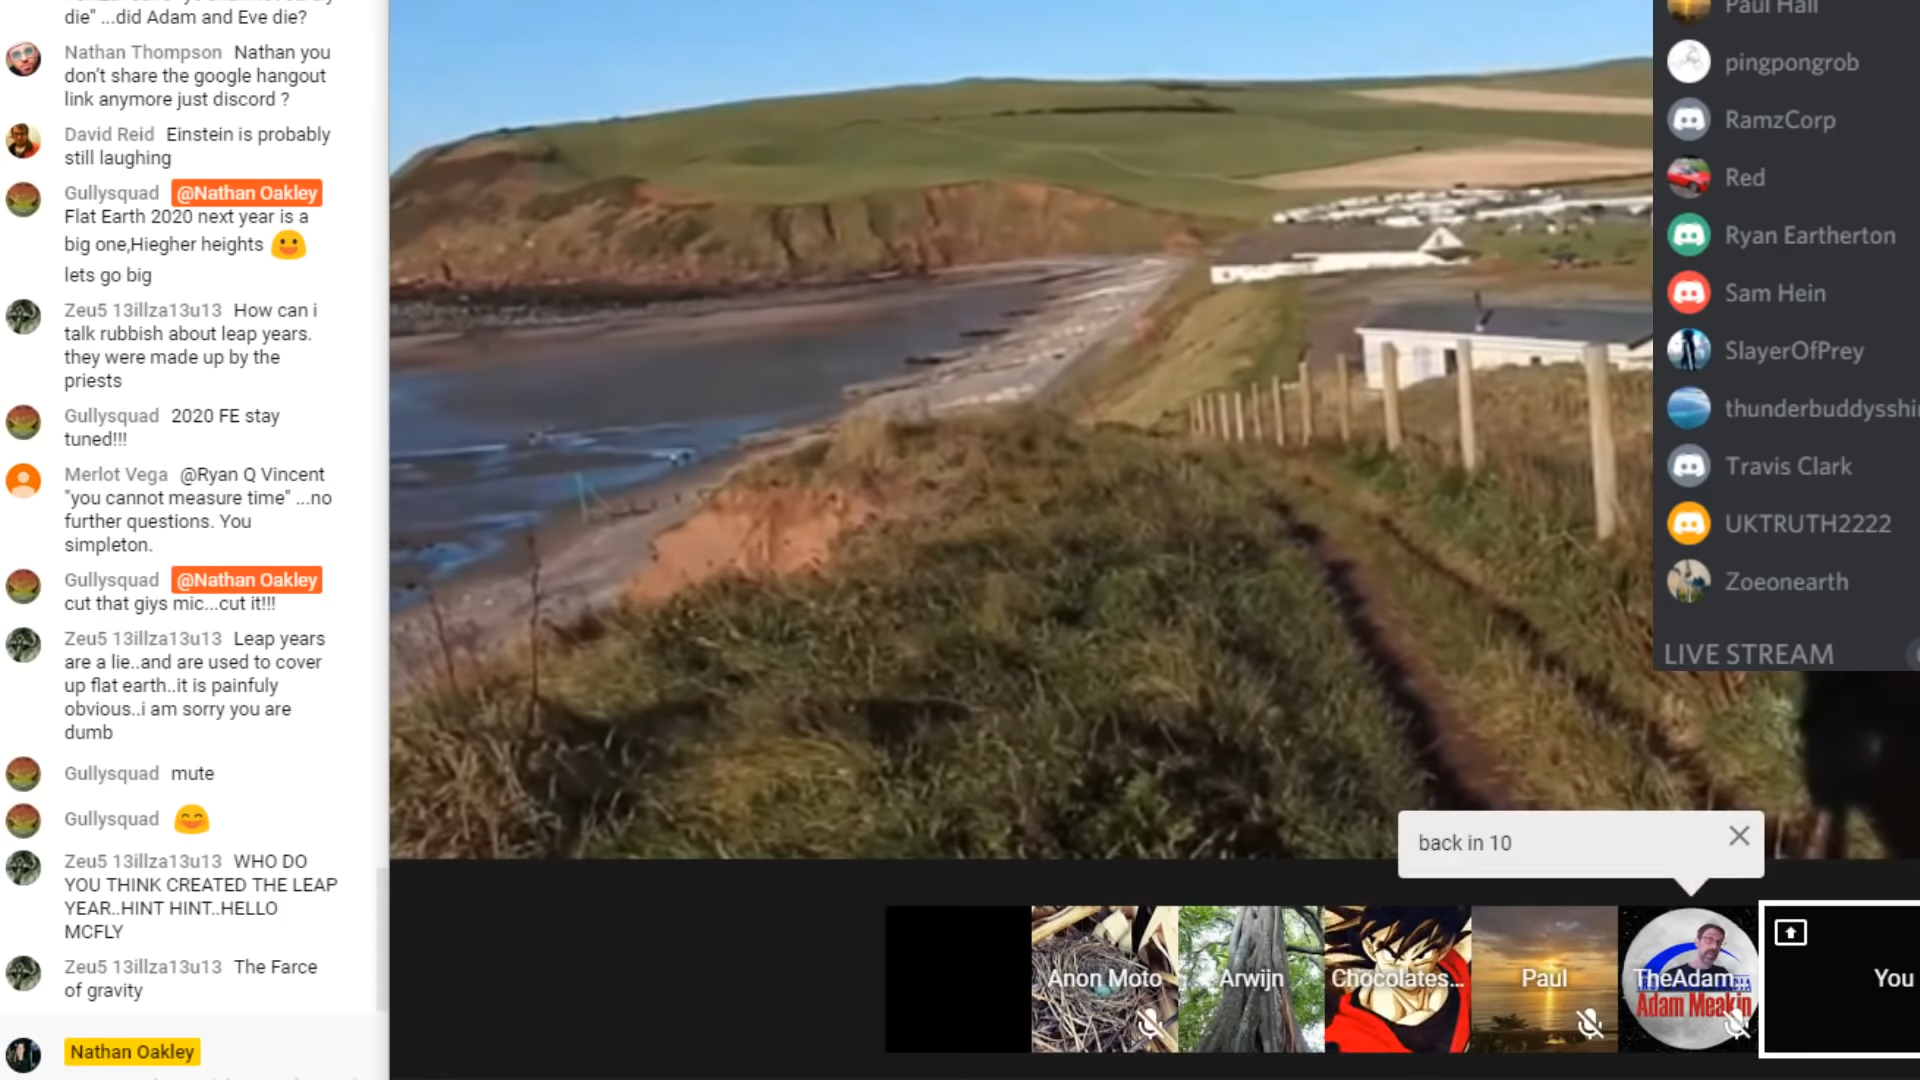 die" ...did Adam and Eve die?
Nathan Thompson Nathan you
don't share the google hangout
link anymore just discord ?
David Reid Einstein is probably
still laughing
Gullysquad @Nathan Oakley
Flat Earth 2020 next year is a
big one,Hiegher heights
lets go big
Zeu5 13illza13u13 How can i
talk rubbish about leap years.
they were made up by the
priests
Gullysquad 2020 FE stay
tuned!!!
Merlot Vega @Ryan Q Vincent
"you cannot measure time" ...no
further questions. You
simpleton.
Gullysquad @Nathan Oakley
cut that giys mic...cut it!!!
Zeu5 13illza13u13 Leap years
are a lie..and are used to cover
up flat earth..it is painfuly
obvious..i am sorry you are
dumb
Gullysquad mute
Gullysquad
Zeu5 13illza13u13 WHO DO
YOU THINK CREATED THE LEAP
YEAR..HINT HINT..HELLO
MCFLY
Zeu5 13illza13u13 The Farce
of gravity
Nathan Oakley
Paul Hall
pingpongrob
RamzCorp
Red
Ryan Eartherton
Sam Hein
SlayerOfPrey
thunderbuddysshi
Travis Clark
UKTRUTH2222
Zoeonearth
LIVE STREAM
back in 10
Anon Moto
Arwijn
Chocolates...
Paul
TheAdam...
Adam Meakin
You